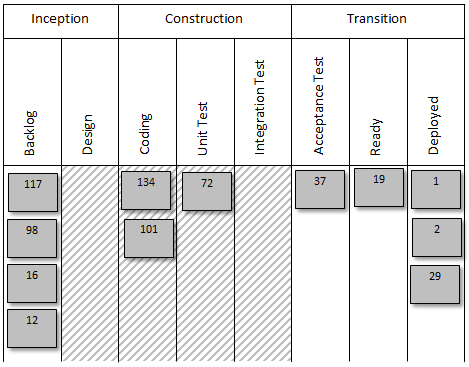 Inception Construction Transition
Backlog Design Coding Unit Test Integration Test Acceptance Test Ready Deployed
117 134 72 37 19 1
98 101 2
16 29
12